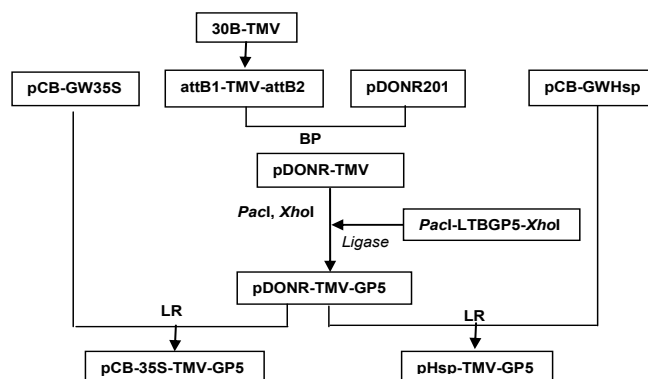 30B-TMV
pCB-GW35S
attB1-TMV-attB2
pDONR201
pCB-GWHsp
BP
pDONR-TMV
PacI, XhoI
PacI-LTBGP5-XhoI
Ligase
pDONR-TMV-GP5
LR
LR
pCB-35S-TMV-GP5
pHsp-TMV-GP5